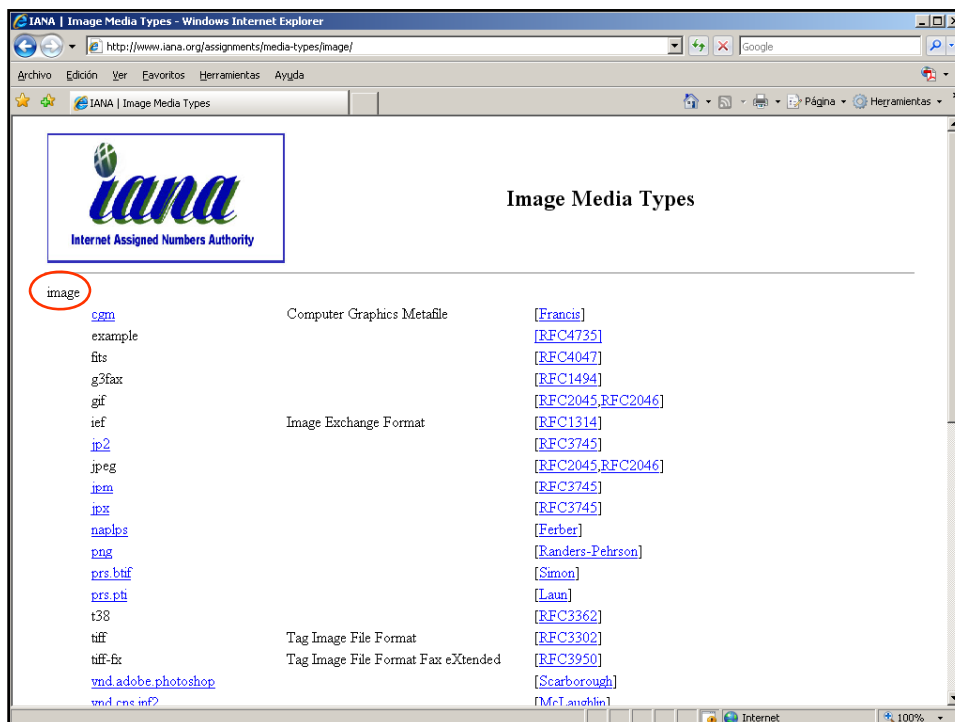 IANA | Image Media Types - Windows Internet Explorer
http://www.iana.org/assignments/media-types/image/ Google
Archivo Edición Ver Favoritos Herramientas Ayuda
IANA | Image Media Types Página Herramientas
iana
Internet Assigned Numbers Authority
Image Media Types
image
cgm Computer Graphics Metafile [Francis]
example [RFC4735]
fits [RFC4047]
g3fax [RFC1494]
gif [RFC2045,RFC2046]
ief Image Exchange Format [RFC1314]
jp2 [RFC3745]
jpeg [RFC2045,RFC2046]
jpm [RFC3745]
jpx [RFC3745]
naplps [Ferber]
png [Randers-Pehrson]
prs.btif [Simon]
prs.pti [Laun]
t38 [RFC3362]
tiff Tag Image File Format [RFC3302]
tiff-fx Tag Image File Format Fax eXtended [RFC3950]
vnd.adobe.photoshop [Scarborough]
vnd.cns.inf2 [McLaughlin]
Internet 100%